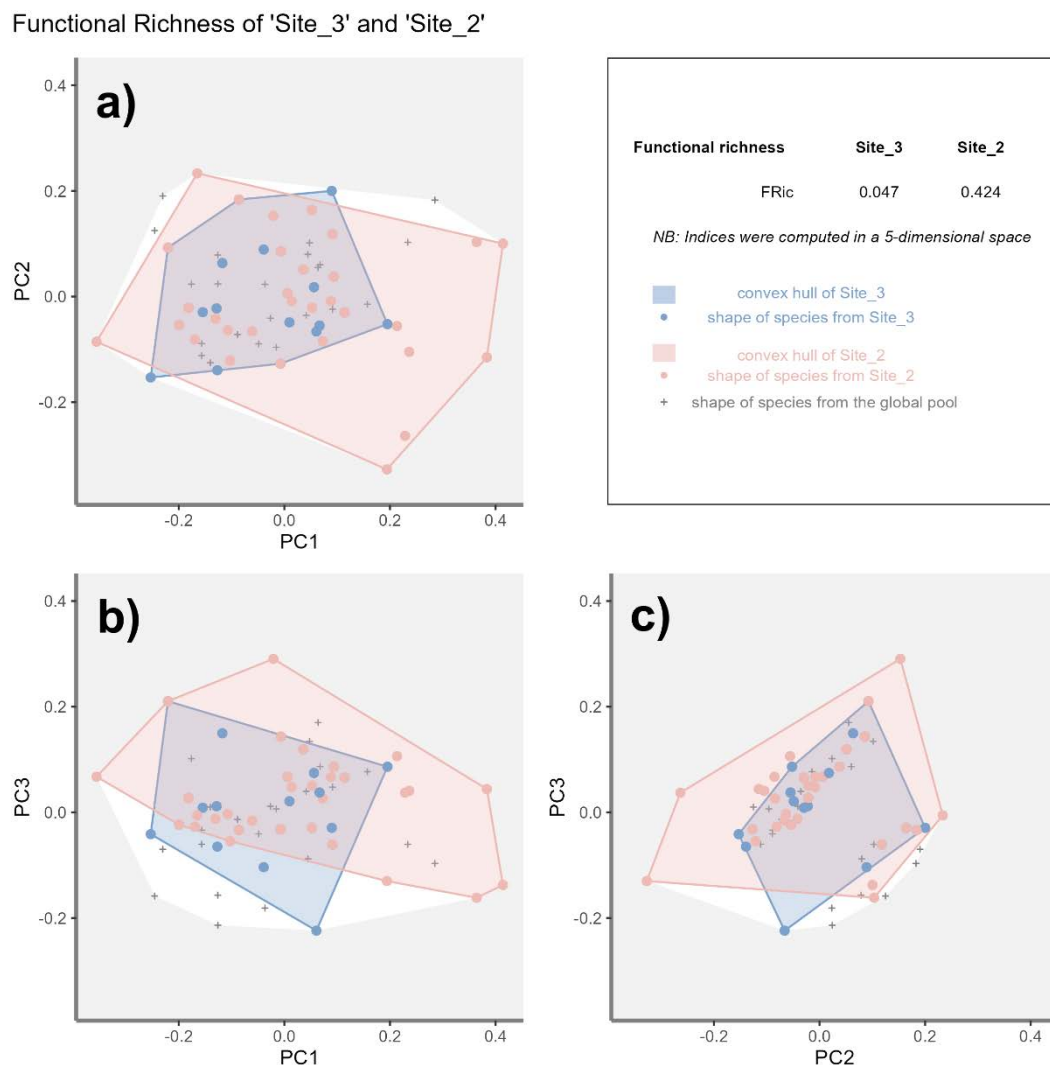 Functional Richness of 'Site_3' and 'Site_2'
a)
0.4
0.2
0.0
-0.2
PC2
-0.2
0.0
0.2
0.4
PC1
Functional richness Site_3 Site_2
FRic 0.047 0.424
NB: Indices were computed in a 5-dimensional space
convex hull of Site_3
shape of species from Site_3
convex hull of Site_2
shape of species from Site_2
shape of species from the global pool
b)
0.4
0.2
0.0
-0.2
PC3
-0.2
0.0
0.2
0.4
PC1
c)
0.4
0.2
0.0
-0.2
PC3
-0.2
0.0
0.2
0.4
PC2